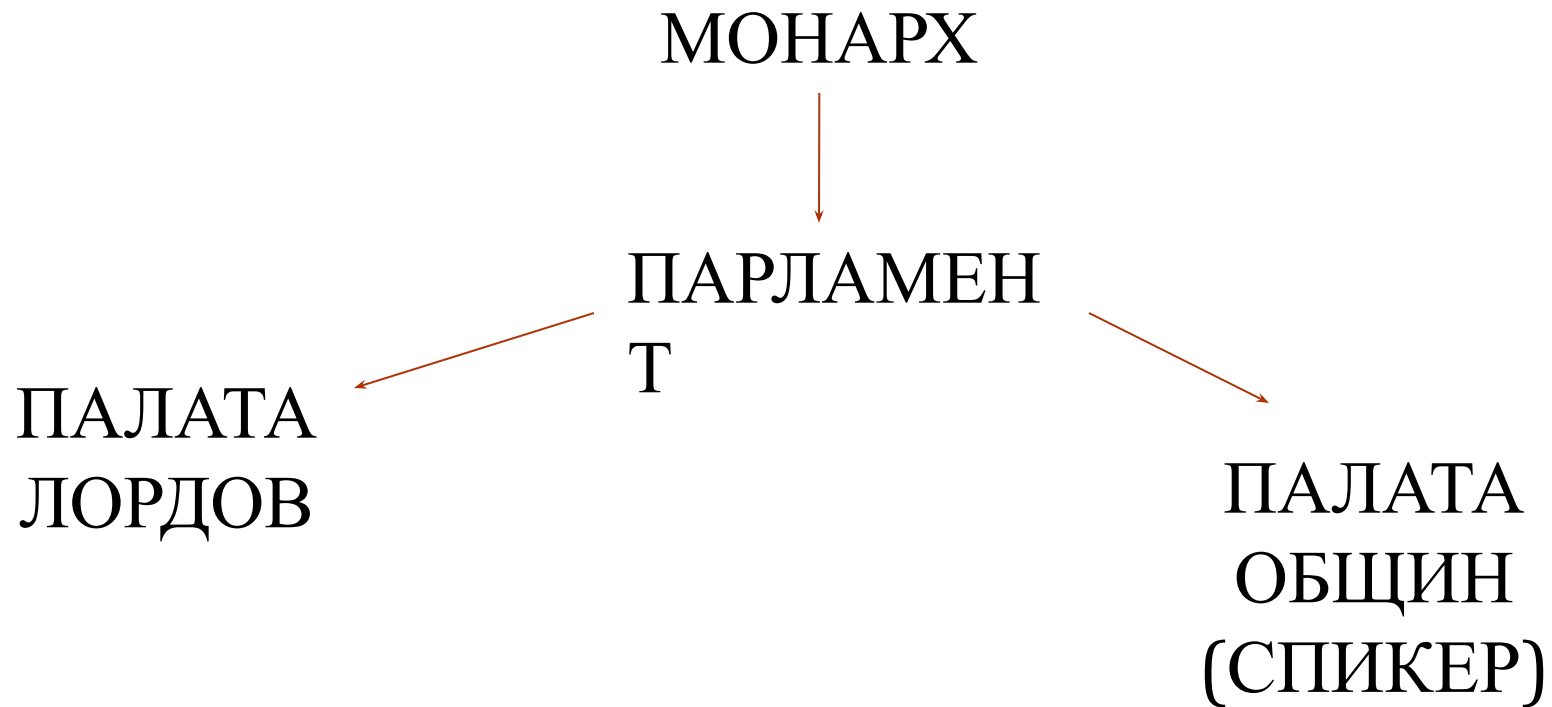 МОНАРХ
ПАРЛАМЕН
Т
ПАЛАТА
ЛОРДОВ
ПАЛАТА
ОБЩИН
(СПИКЕР)